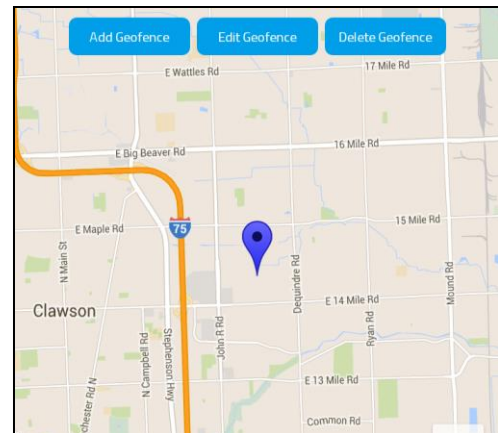 Add Geofence Edit Geofence Delete Geofence
17 Mile Rd
E Wattles Rd
16 Mile Rd
E Big Beaver Rd
15 Mile Rd
E Maple Rd
75
N Main St
Dequindre Rd
Mound Rd
E 14 Mile Rd
Clawson
Stephenson Hwy
John R Rd
Ryan Rd
N Campbell Rd
E 13 Mile Rd
chester Rd N
Common Rd